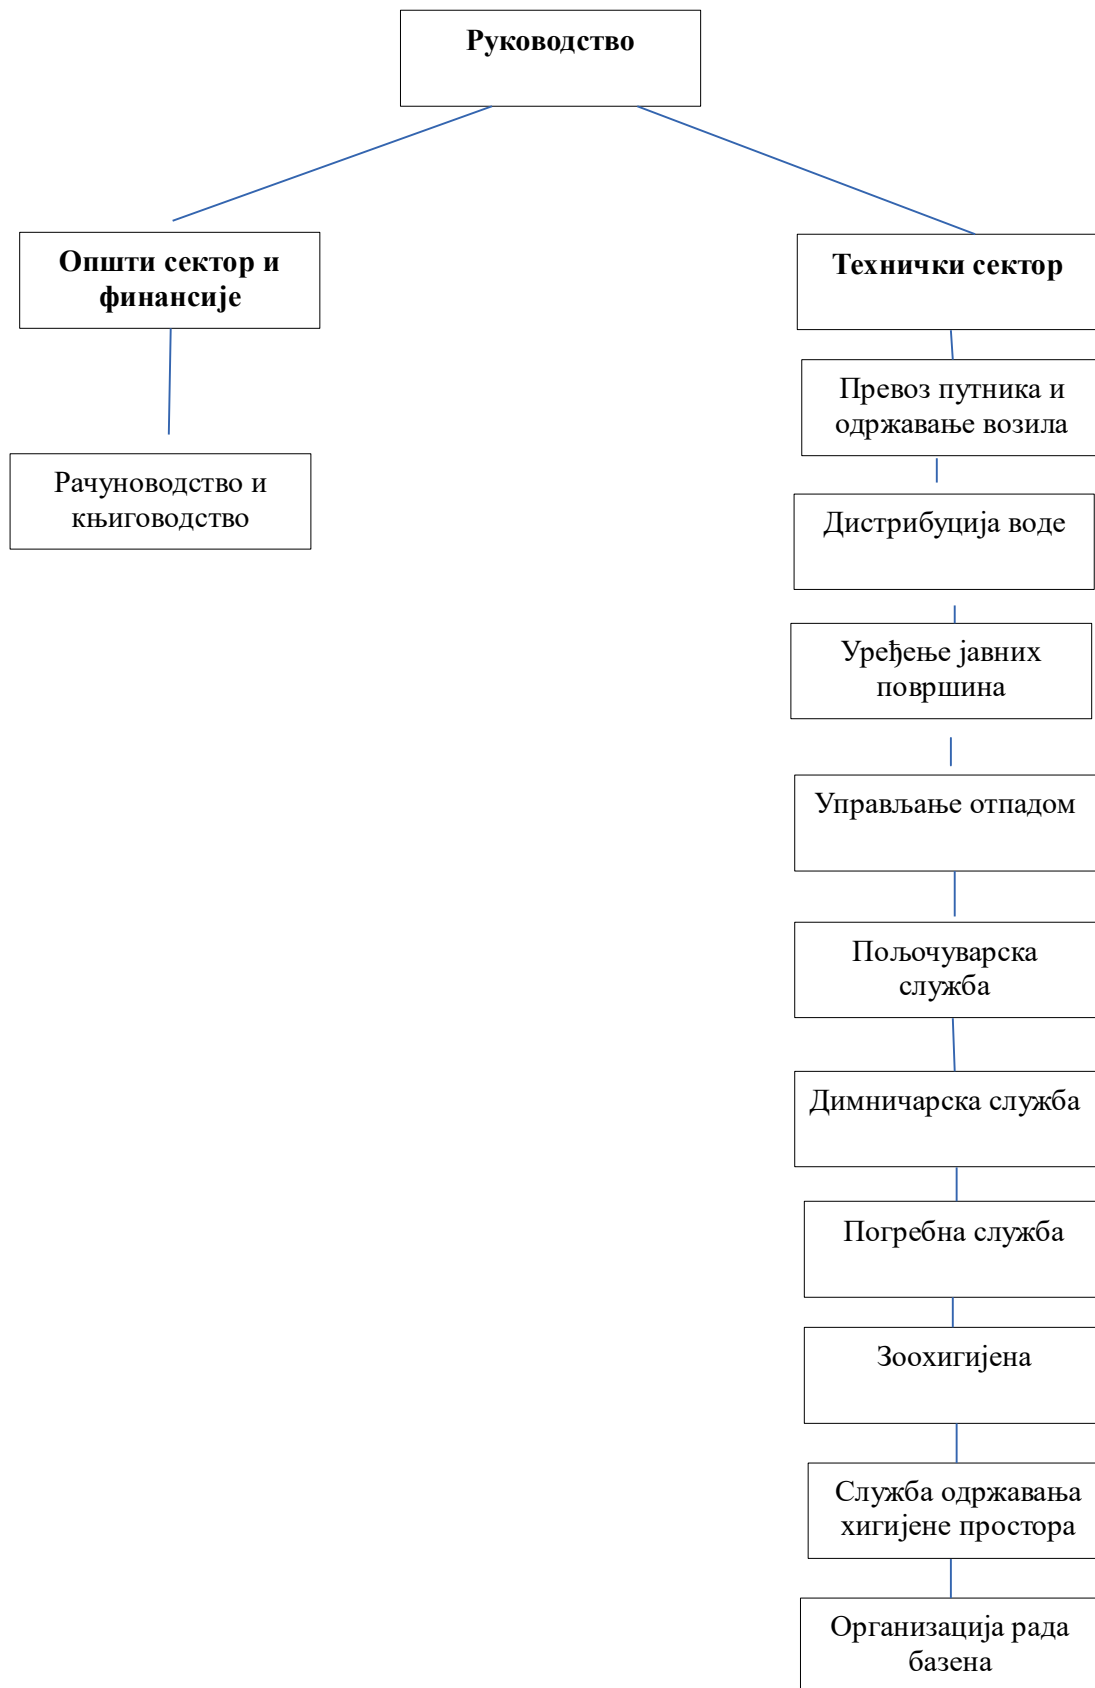 Руководство
Општи сектор и
финансије
Технички сектор
Рачуноводство и
књиговодство
Превоз путника и
одржавање возила
Дистрибуција воде
Уређење јавних
површина
Управљање отпадом
Пољочуварска
служба
Димничарска служба
Погребна служба
Зоохигијена
Служба одржавања
хигијене простора
Организација рада
базена